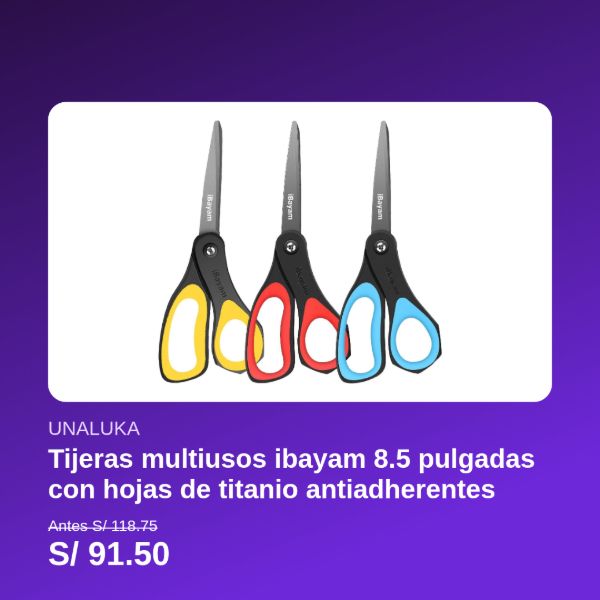 iBayam
iBayam
iBayam
iBayam
UNALUKA
Tijeras multiusos ibayam 8.5 pulgadas
con hojas de titanio antiadherentes
Antes S/ 118.75
S/ 91.50